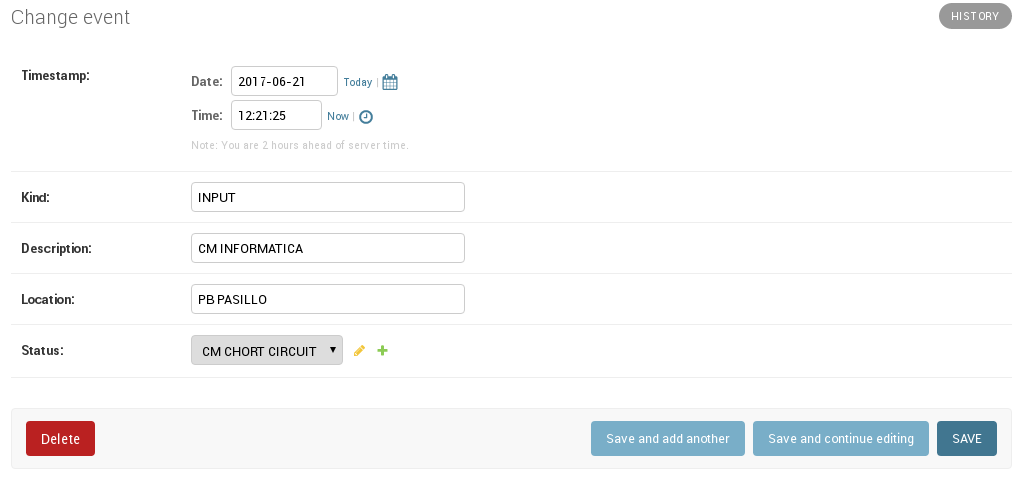 Change event
HISTORY
Timestamp:
Date: 2017-06-21 Today |
Time: 12:21:25 Now |
Note: You are 2 hours ahead of server time.
Kind: INPUT
Description: CM INFORMATICA
Location: PB PASILLO
Status: CM CHORT CIRCUIT
Delete Save and add another Save and continue editing SAVE